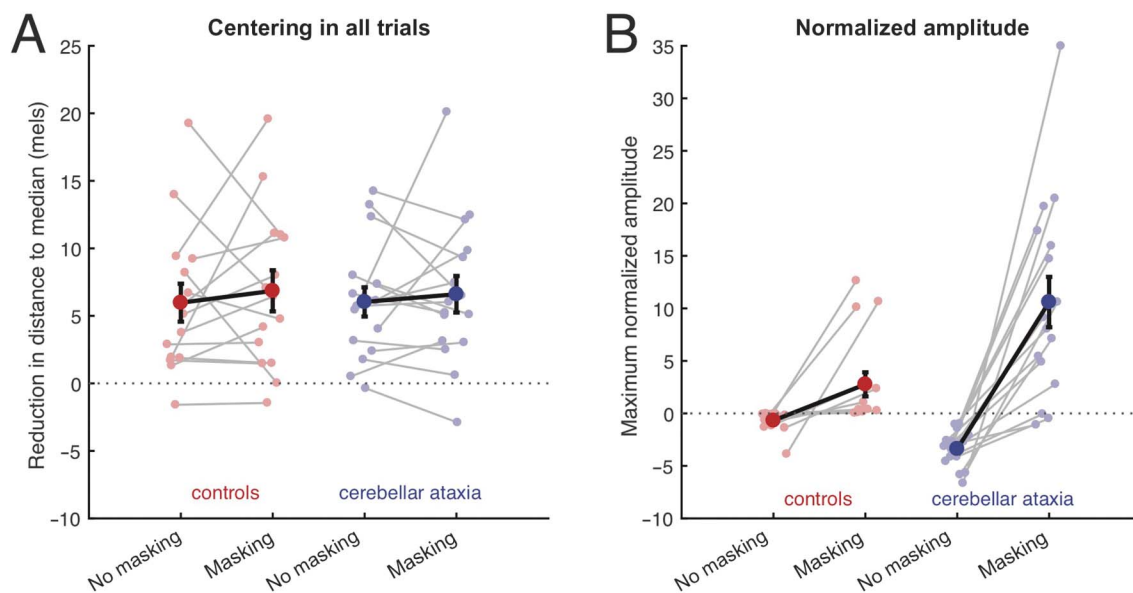 A
Centering in all trials
Reduction in distance to median (mels)
25
20
15
10
5
0
−5
−10
controls
cerebellar ataxia
No masking
Masking
No masking
Masking
B
Normalized amplitude
Maximum normalized amplitude
35
30
25
20
15
10
5
0
−5
−10
controls
cerebellar ataxia
No masking
Masking
No masking
Masking